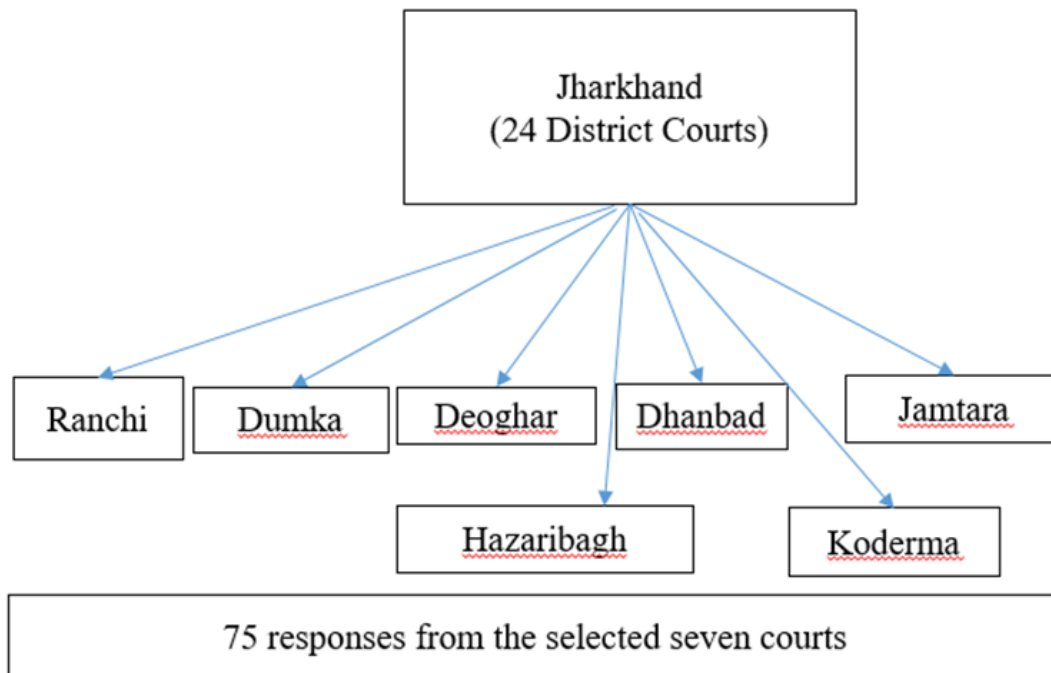 Jharkhand
(24 District Courts)
Ranchi
Dumka
Deoghar
Dhanbad
Jamtara
Hazaribagh
Koderma
75 responses from the selected seven courts